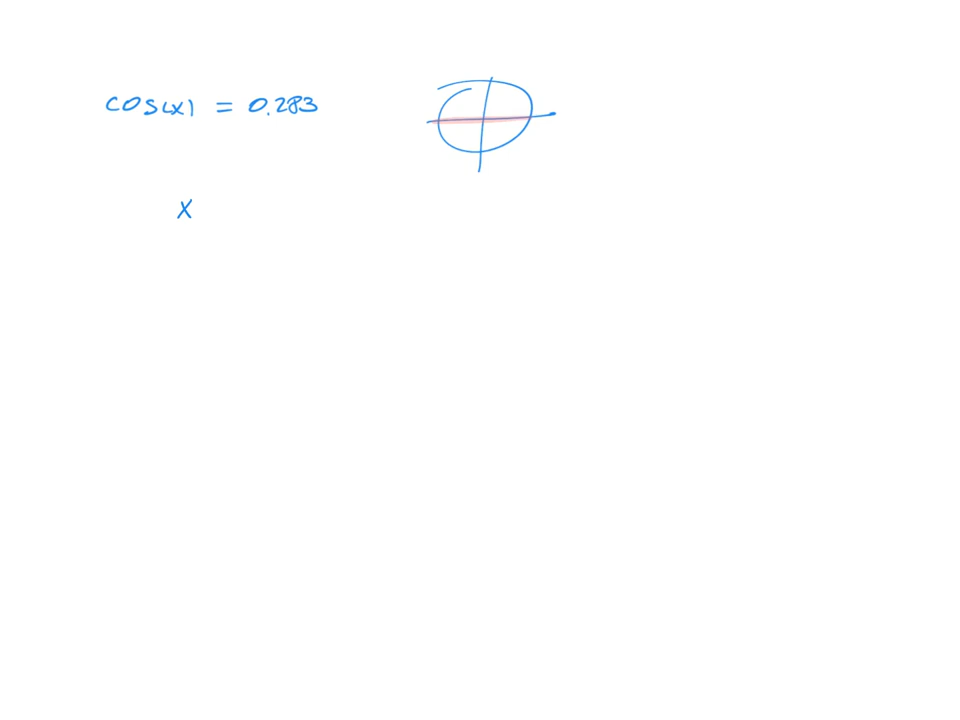 cos(x) = 0.283
x